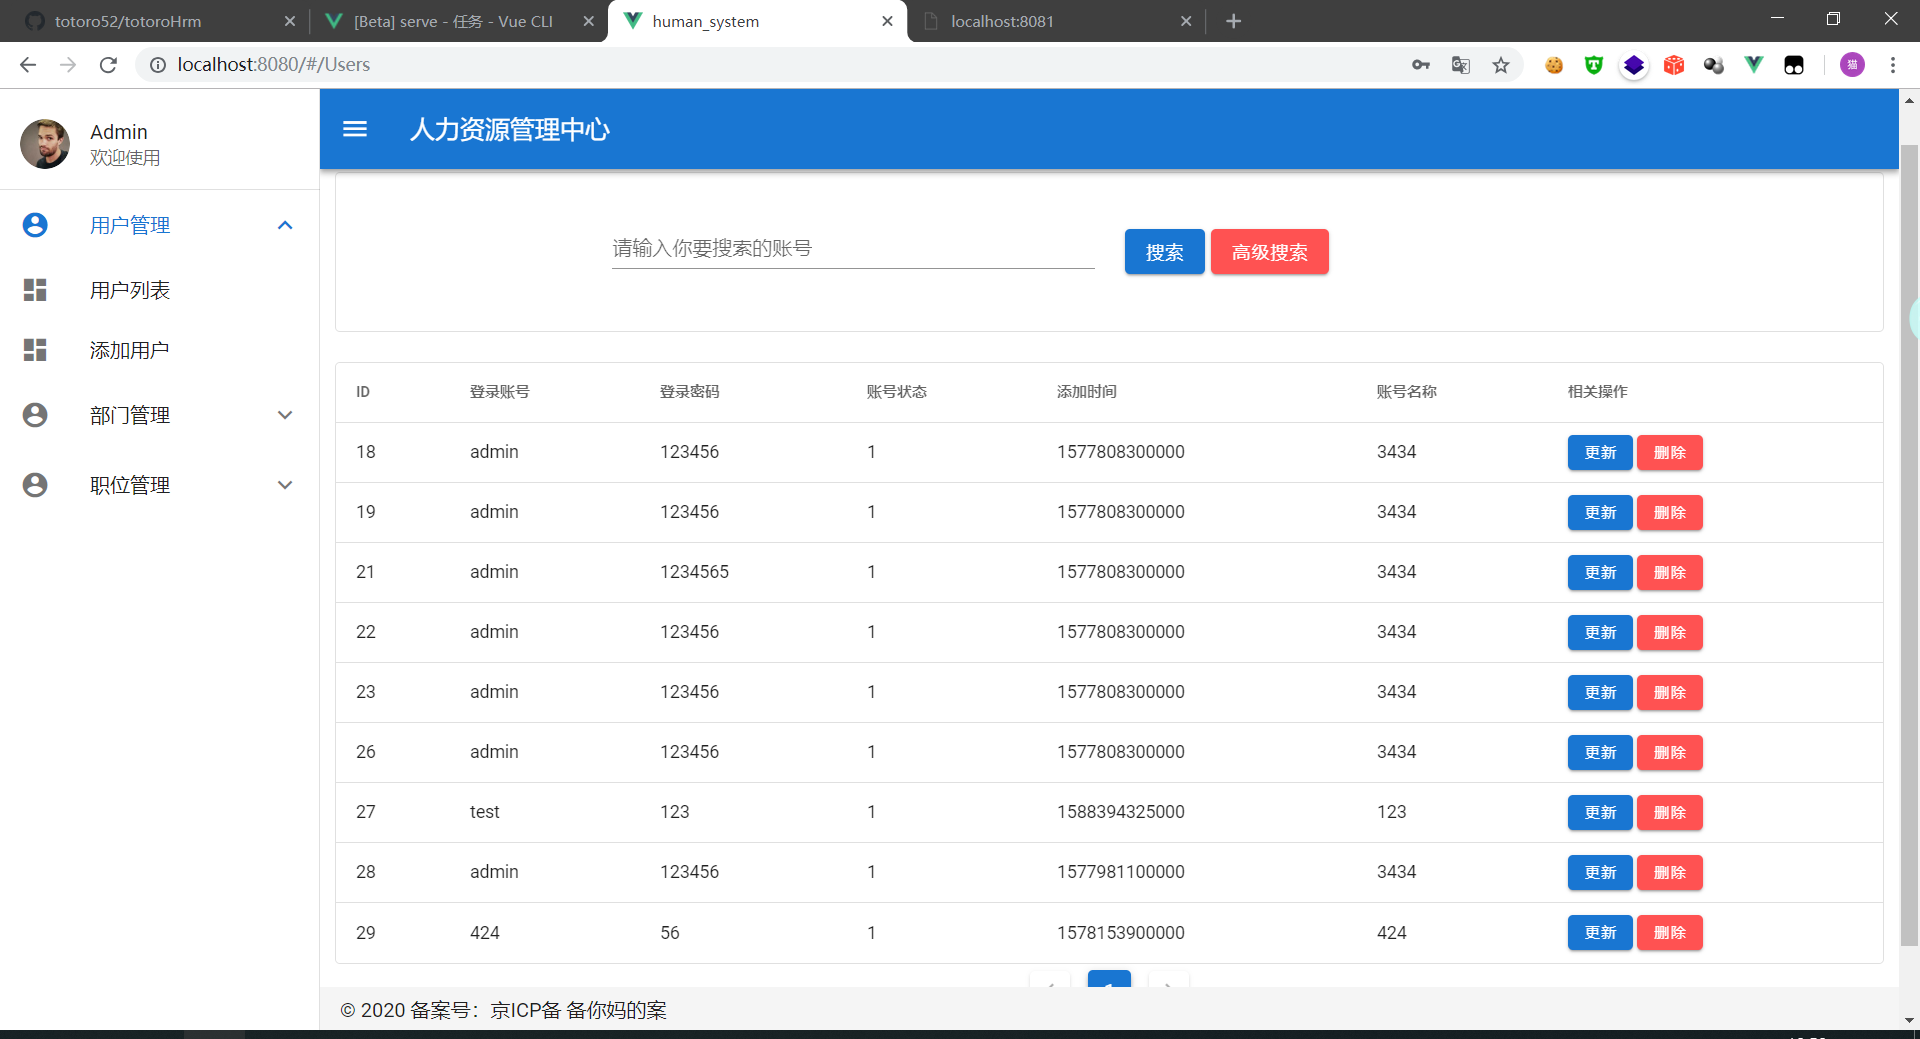 totoro52/totoroHrm
[Beta] serve - 任务 - Vue CLI
human_system
localhost:8081
localhost:8080/#/Users
猫
Admin
欢迎使用
人力资源管理中心
用户管理
用户列表
添加用户
部门管理
职位管理
请输入你要搜索的账号
搜索
高级搜索
ID 登录账号 登录密码 账号状态 添加时间 账号名称 相关操作
18 admin 123456 1 1577808300000 3434 更新 删除
19 admin 123456 1 1577808300000 3434 更新 删除
21 admin 1234565 1 1577808300000 3434 更新 删除
22 admin 123456 1 1577808300000 3434 更新 删除
23 admin 123456 1 1577808300000 3434 更新 删除
26 admin 123456 1 1577808300000 3434 更新 删除
27 test 123 1 1588394325000 123 更新 删除
28 admin 123456 1 1577981100000 3434 更新 删除
29 424 56 1 1578153900000 424 更新 删除
© 2020 备案号：京ICP备 备你妈的案